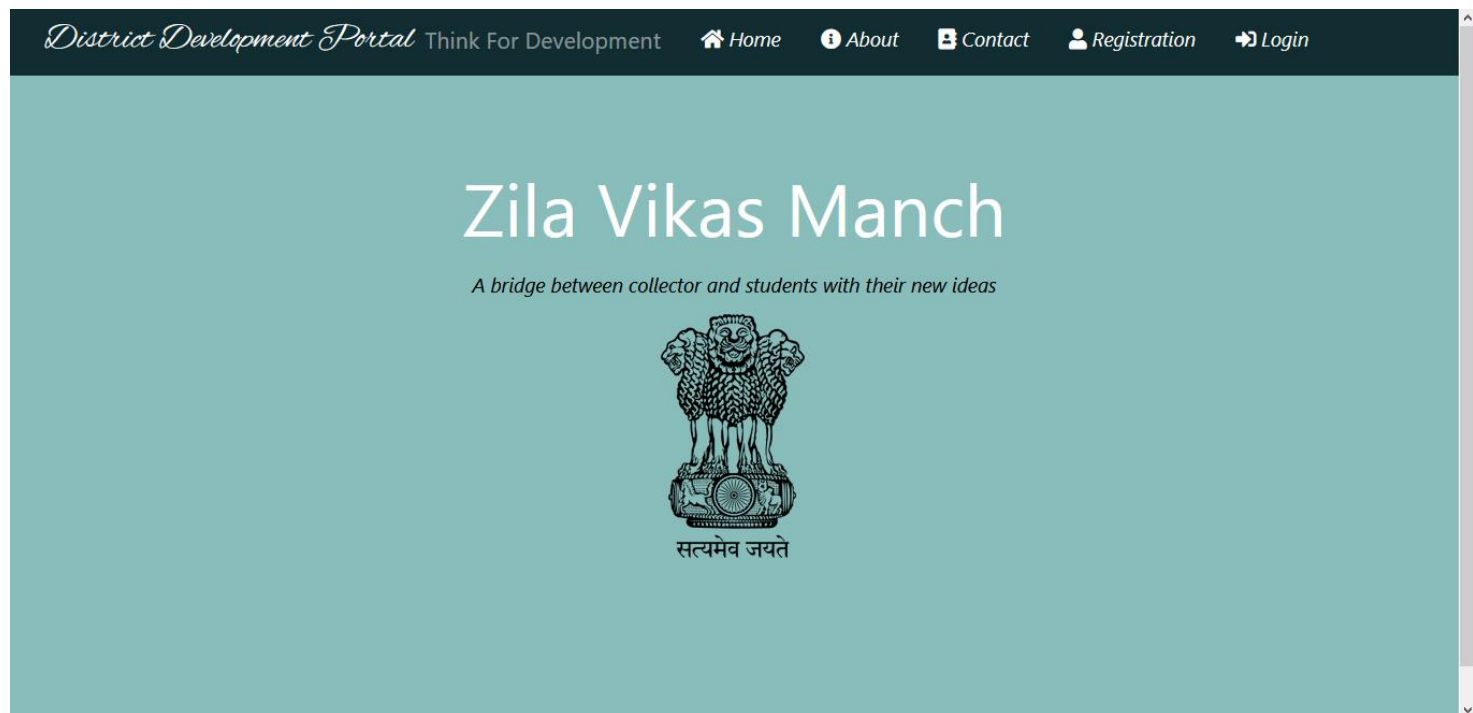 District Development Portal Think For Development Home About Contact Registration Login
Zila Vikas Manch
A bridge between collector and students with their new ideas
सत्यमेव जयते